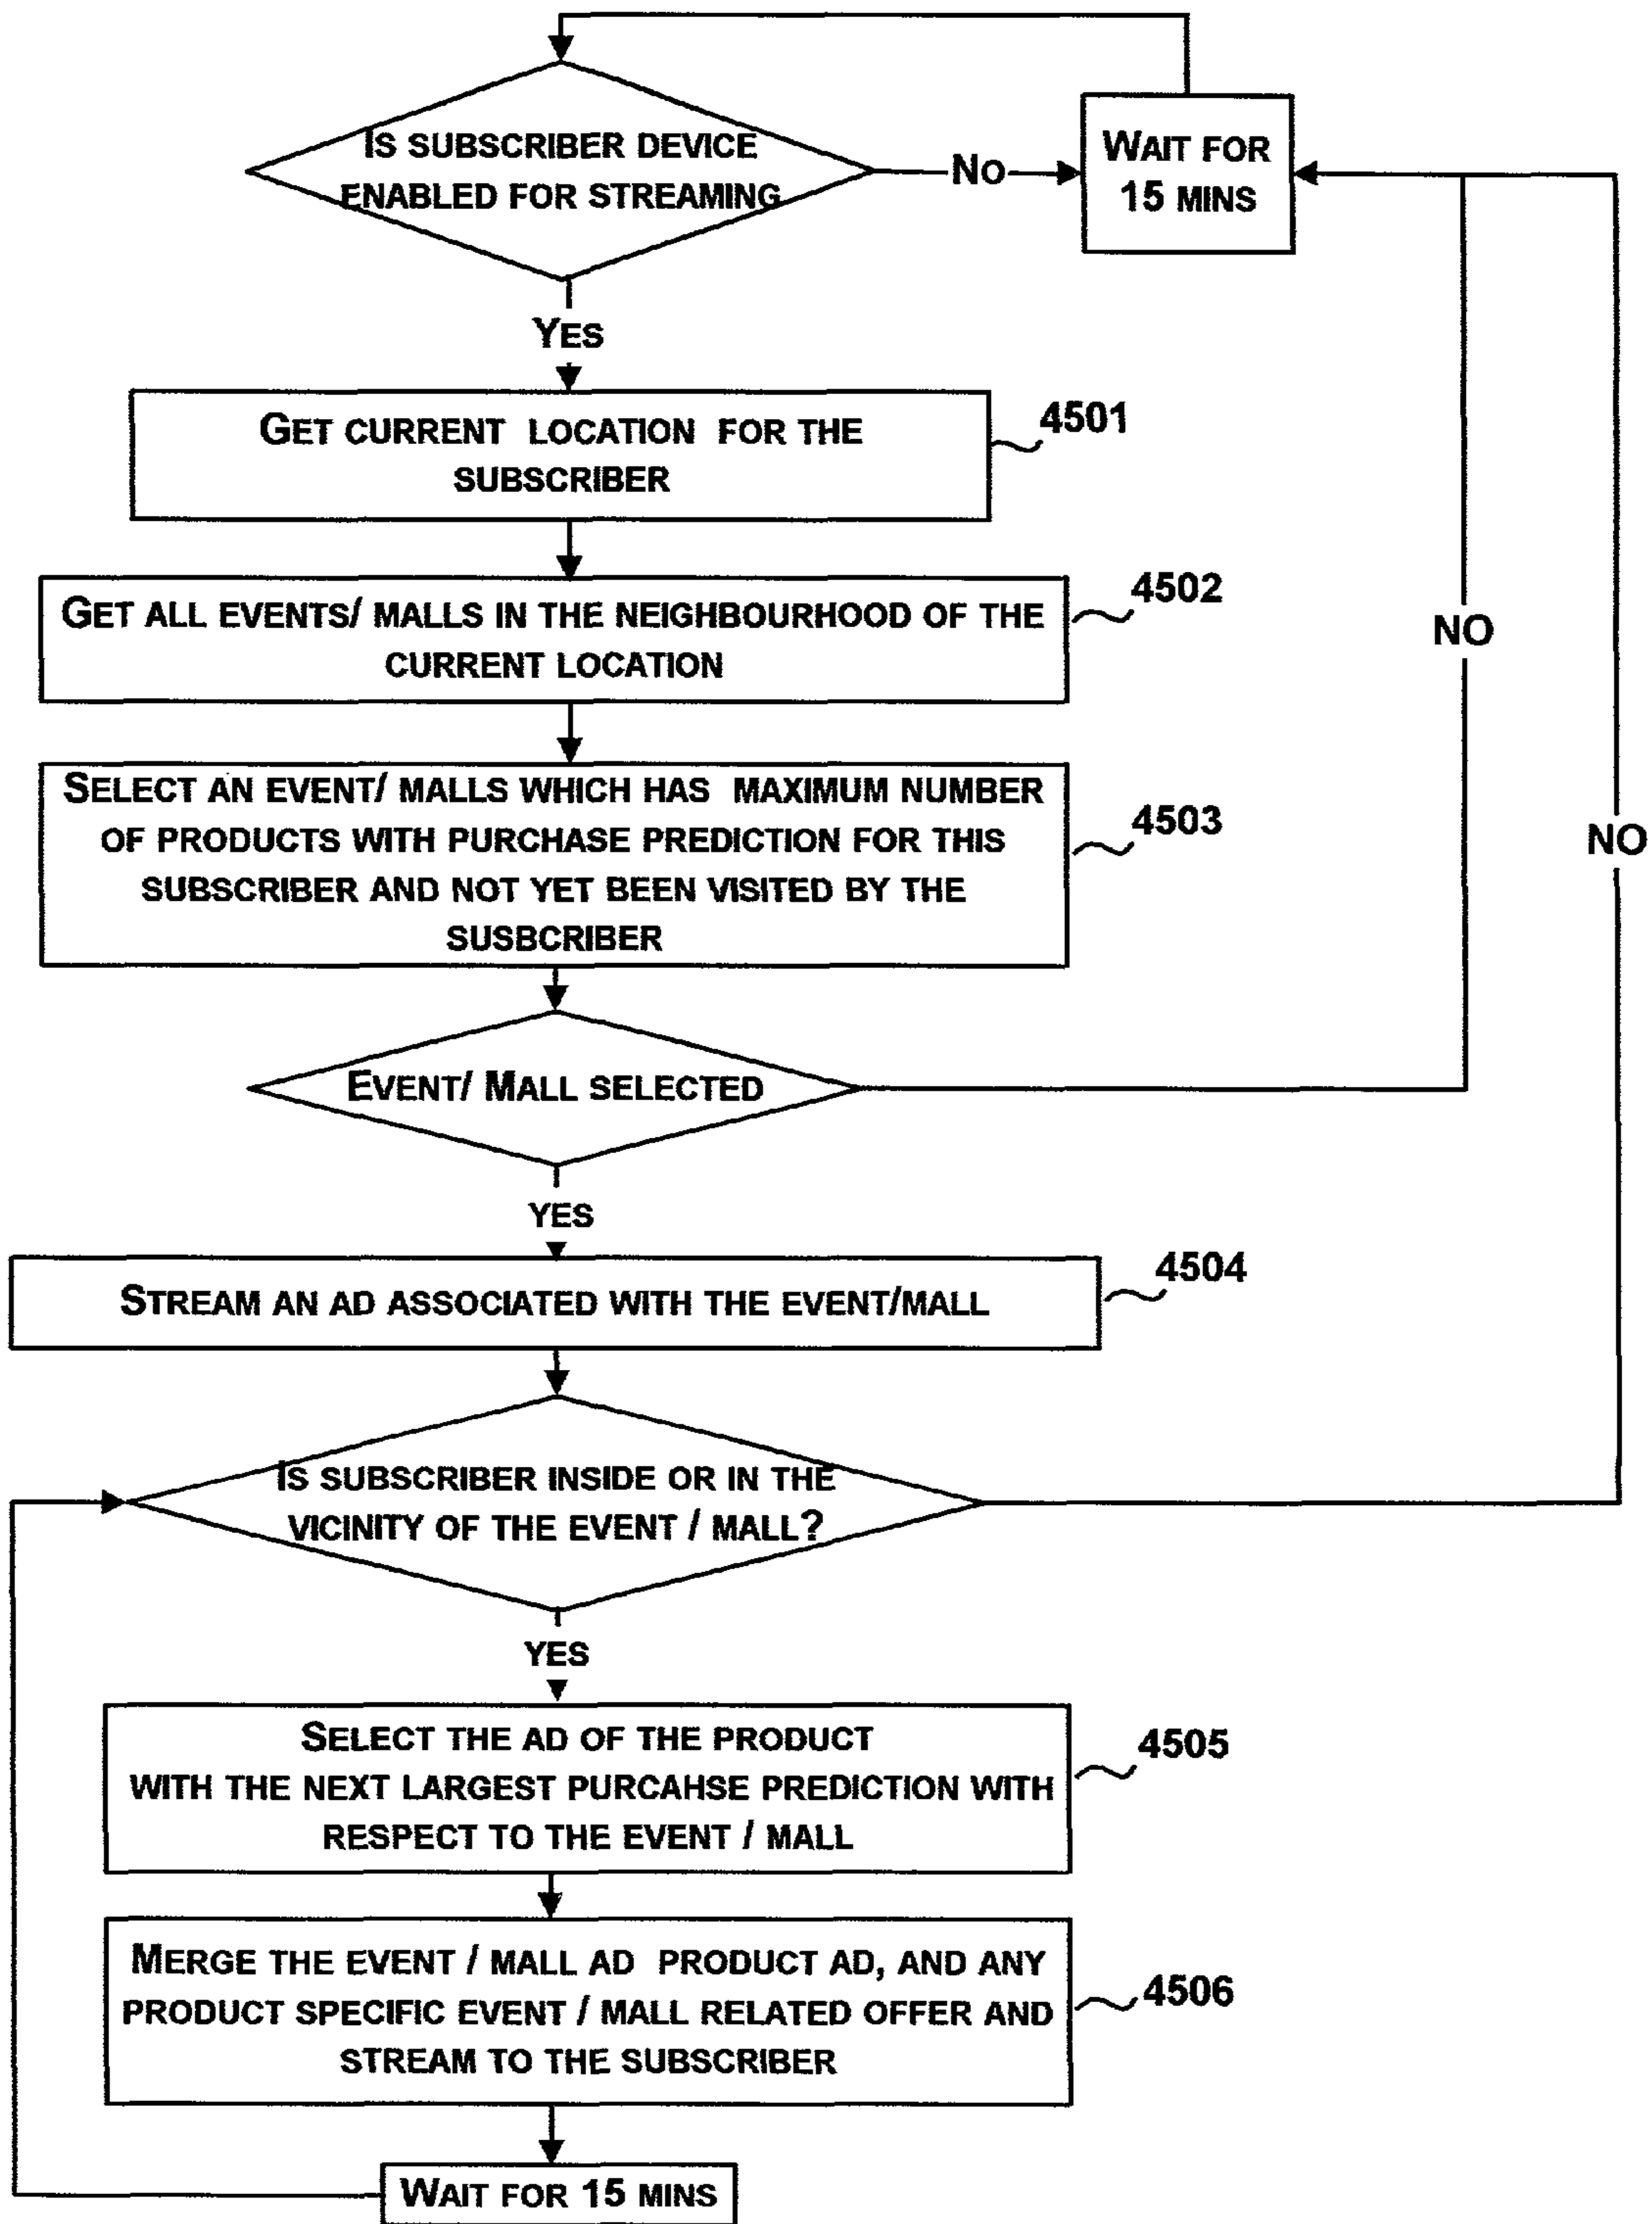 IS SUBSCRIBER DEVICE
ENABLED FOR STREAMING
NO
WAIT FOR
15 MINS
YES
GET CURRENT LOCATION FOR THE
SUBSCRIBER
4501
GET ALL EVENTS/ MALLS IN THE NEIGHBOURHOOD OF THE
CURRENT LOCATION
4502
NO
SELECT AN EVENT/ MALLS WHICH HAS MAXIMUM NUMBER
OF PRODUCTS WITH PURCHASE PREDICTION FOR THIS
SUBSCRIBER AND NOT YET BEEN VISITED BY THE
SUSBCRIBER
4503
NO
EVENT/ MALL SELECTED
YES
STREAM AN AD ASSOCIATED WITH THE EVENT/MALL
4504
IS SUBSCRIBER INSIDE OR IN THE
VICINITY OF THE EVENT / MALL?
YES
SELECT THE AD OF THE PRODUCT
WITH THE NEXT LARGEST PURCAHSE PREDICTION WITH
RESPECT TO THE EVENT / MALL
4505
MERGE THE EVENT / MALL AD PRODUCT AD, AND ANY
PRODUCT SPECIFIC EVENT / MALL RELATED OFFER AND
STREAM TO THE SUBSCRIBER
4506
WAIT FOR 15 MINS